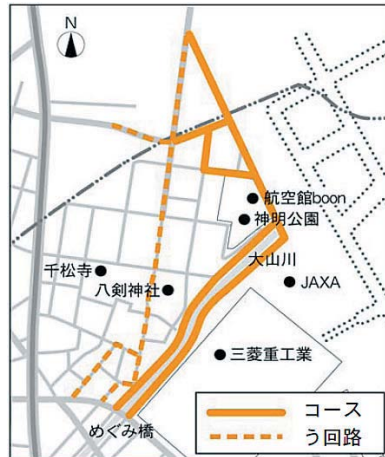 N
航空館boon
神明公園
大山川
千松寺
JAXA
八剣神社
三菱重工業
めぐみ橋
コース
う回路